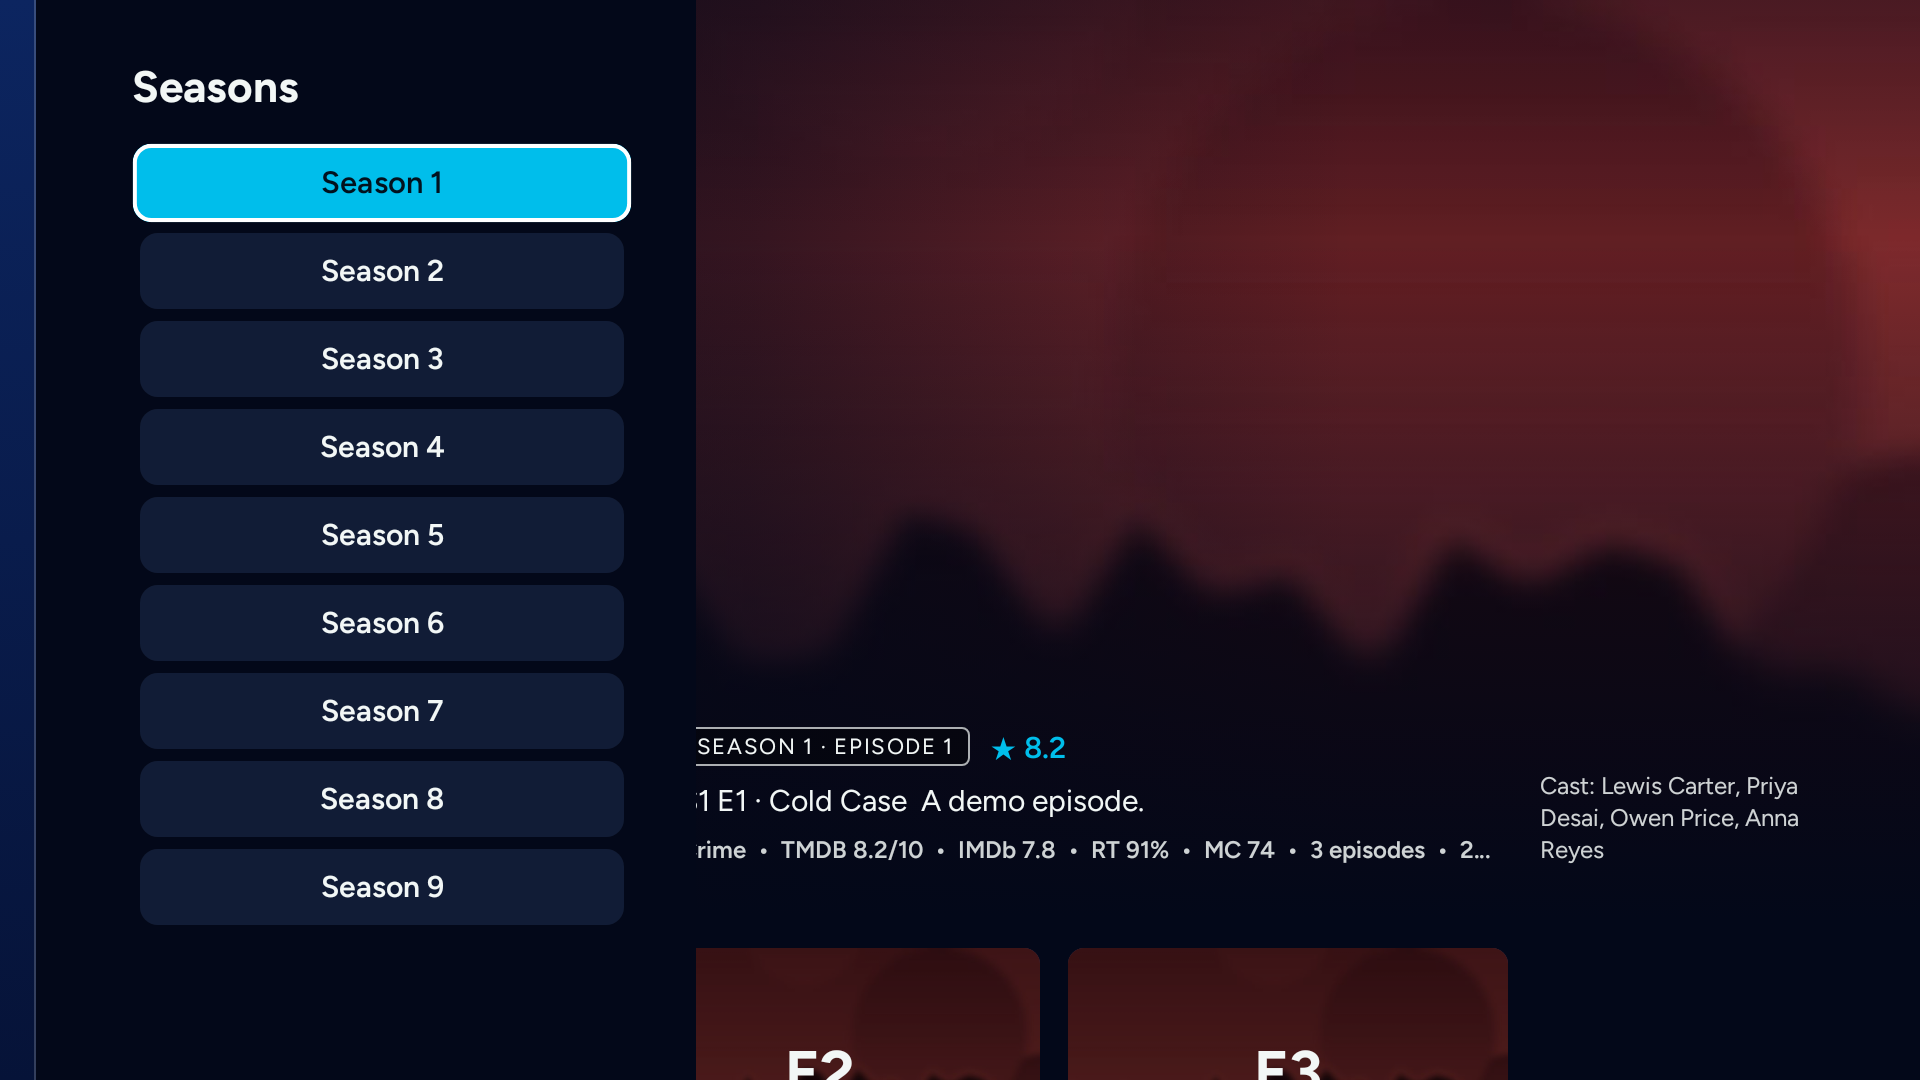 Seasons
Season 1
Season 2
Season 3
Season 4
Season 5
Season 6
Season 7
Season 8
Season 9
SEASON 1 · EPISODE 1
★ 8.2
1 E1 · Cold Case A demo episode.
rime • TMDB 8.2/10 • IMDb 7.8 • RT 91% • MC 74 • 3 episodes • 2...
Cast: Lewis Carter, Priya
Desai, Owen Price, Anna
Reyes
E2
E3